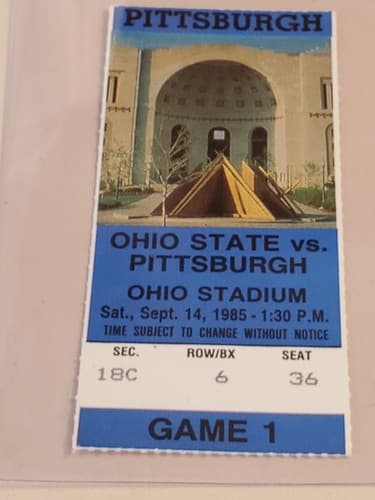 PITTSBURGH
OHIO STATE vs.
PITTSBURGH
OHIO STADIUM
Sat., Sept. 14, 1985 - 1:30 P.M.
TIME SUBJECT TO CHANGE WITHOUT NOTICE
SEC. ROW/BX SEAT
18C 6 36
GAME 1